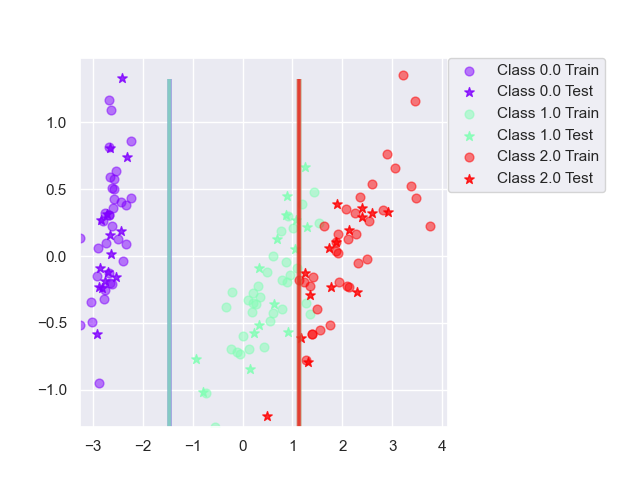 Class 0.0 Train
Class 0.0 Test
Class 1.0 Train
Class 1.0 Test
Class 2.0 Train
Class 2.0 Test
1.0
0.5
0.0
−0.5
−1.0
−3
−2
−1
0
1
2
3
4